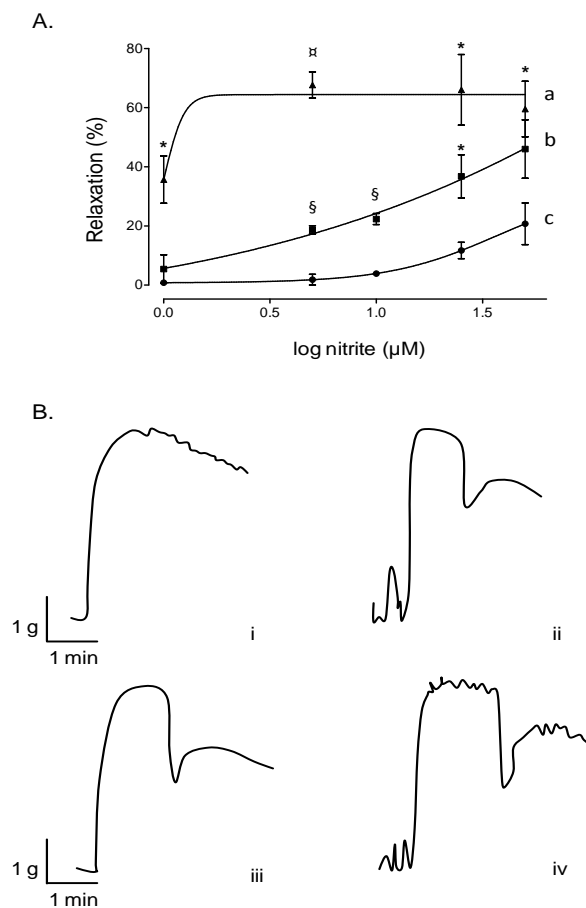 A.
80
60
40
20
0
Relaxation (%)
* ¤ * *
§ § *
a
b
c
0.0 0.5 1.0 1.5
log nitrite (µM)
B.
1 g
1 min
i
ii
1 g
1 min
iii
iv